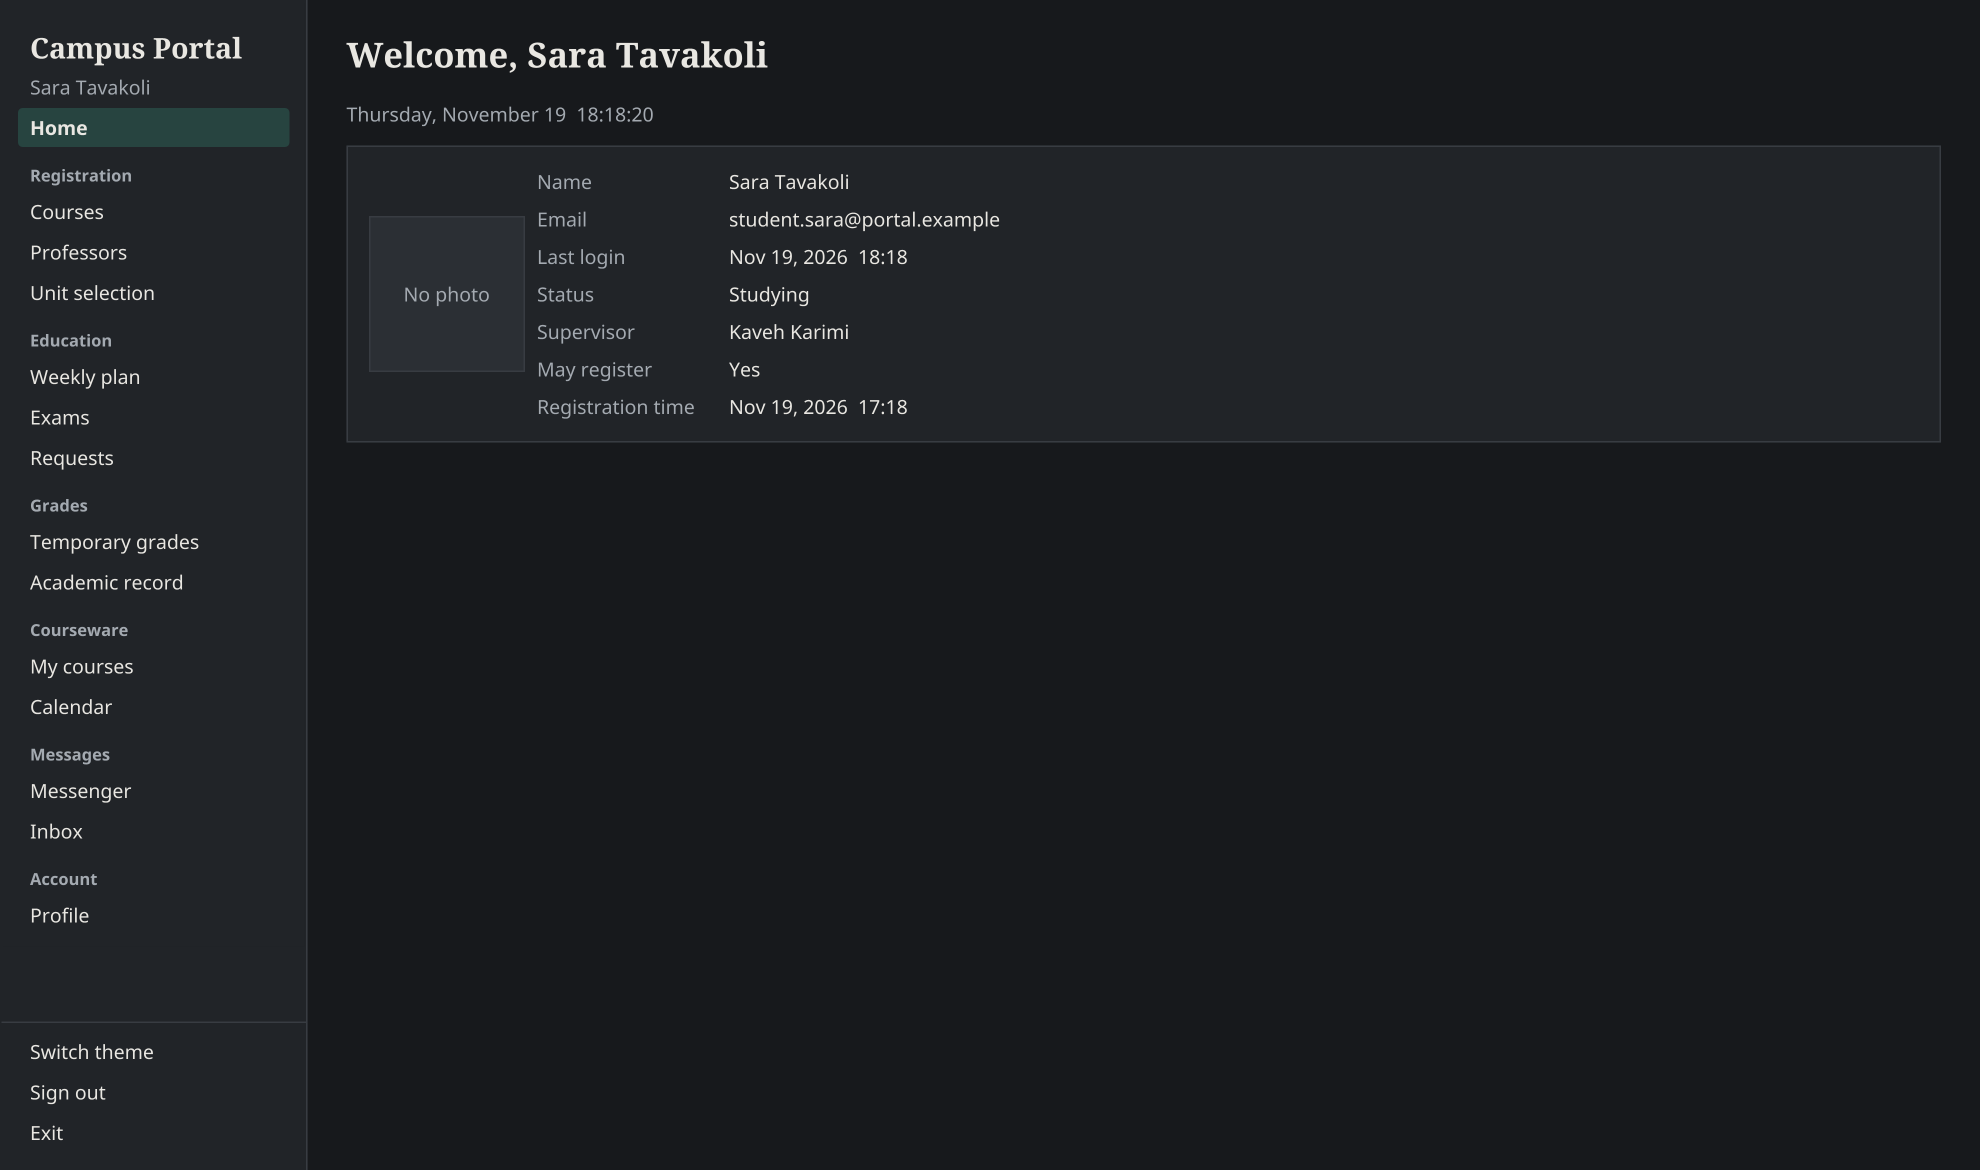 Campus Portal
Sara Tavakoli
Home
Registration
Courses
Professors
Unit selection
Education
Weekly plan
Exams
Requests
Grades
Temporary grades
Academic record
Courseware
My courses
Calendar
Messages
Messenger
Inbox
Account
Profile
Switch theme
Sign out
Exit
Welcome, Sara Tavakoli
Thursday, November 19 18:18:20
No photo
Name Sara Tavakoli
Email student.sara@portal.example
Last login Nov 19, 2026 18:18
Status Studying
Supervisor Kaveh Karimi
May register Yes
Registration time Nov 19, 2026 17:18